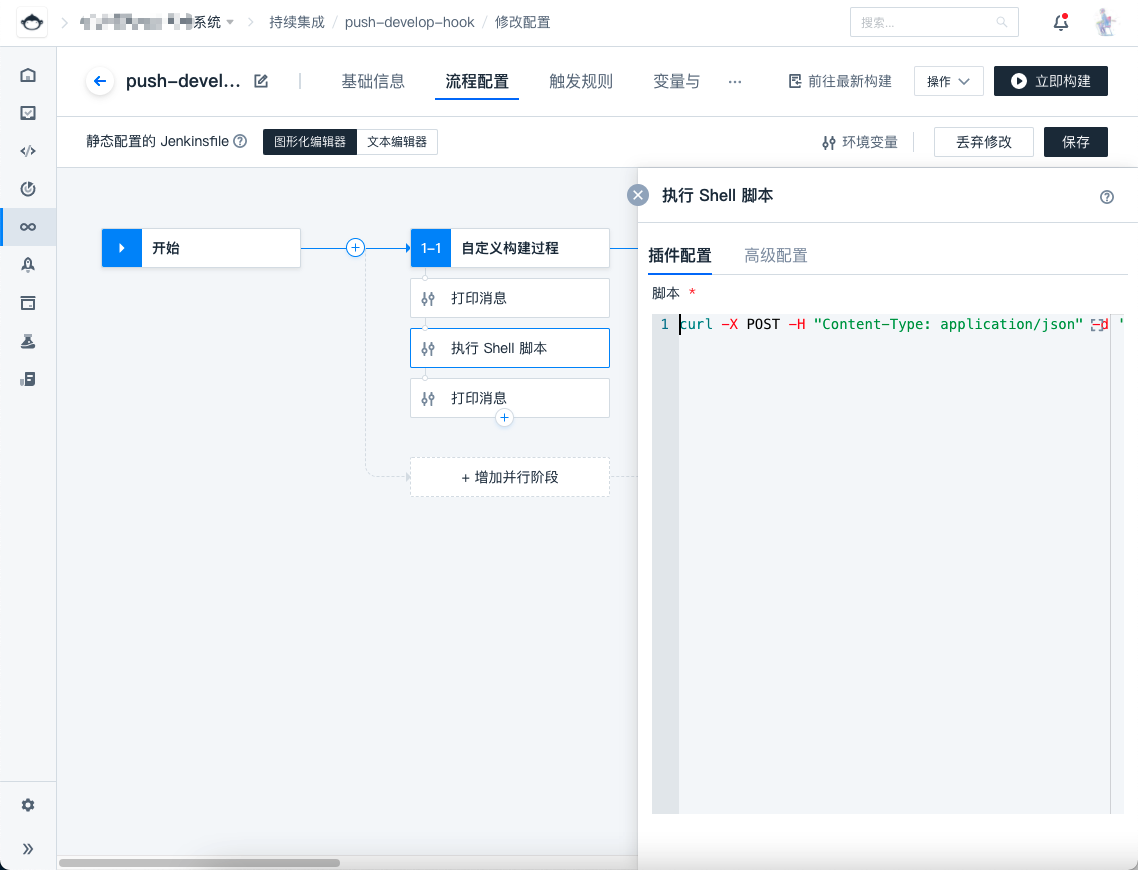 系统
持续集成 / push-develop-hook / 修改配置
搜索...
push-devel...
基础信息
流程配置
触发规则
变量与
...
前往最新构建
操作
立即构建
静态配置的 Jenkinsfile
图形化编辑器
文本编辑器
环境变量
丢弃修改
保存
执行 Shell 脚本
开始
1-1
自定义构建过程
插件配置
高级配置
打印消息
脚本 *
1
curl -X POST -H "Content-Type: application/json" -d '
执行 Shell 脚本
打印消息
+ 增加并行阶段